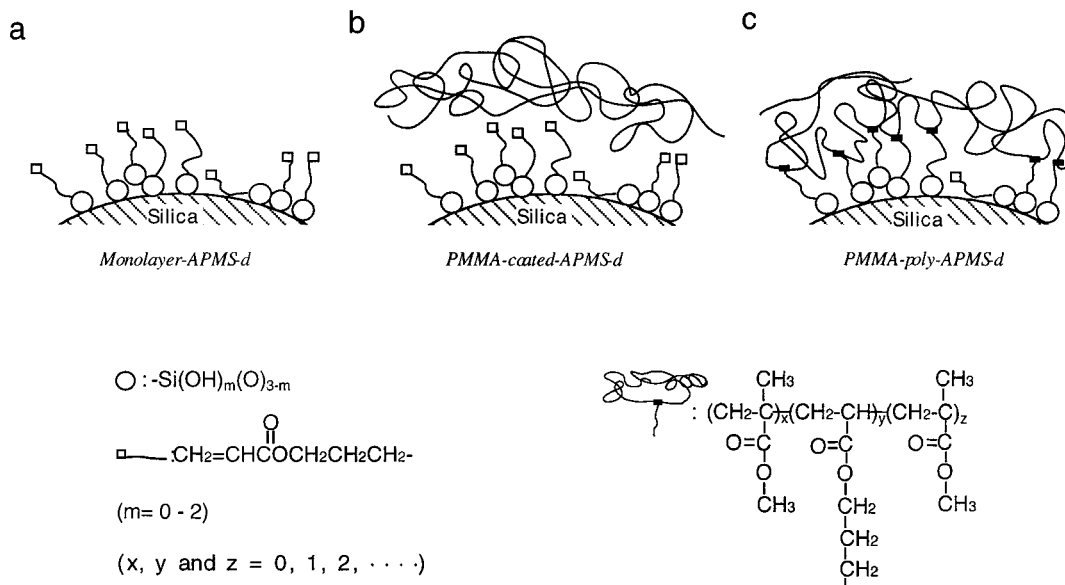 a
b
c
Silica
Silica
Silica
Monolayer-APMS-d
PMMA-coated-APMS-d
PMMA-poly-APMS-d
:-Si(OH)m(O)3-m
:CH2=CHCOCH2CH2CH2-
O
(m= 0 - 2)
(x, y and z = 0, 1, 2, · · · ·)
CH3 CH3
: (CH2-C)x(CH2-CH)y(CH2-C)z
O=C O=C O=C
O O O
CH3 CH2 CH3
CH2
CH2